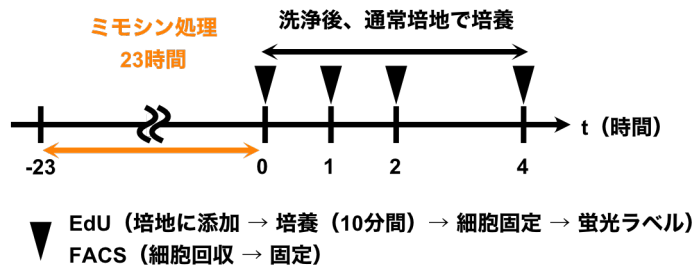 ミモシン処理
23時間
洗浄後、通常培地で培養
t（時間）
-23 0 1 2 4
EdU（培地に添加 → 培養（10分間）→ 細胞固定 → 蛍光ラベル）
FACS（細胞回収 → 固定）